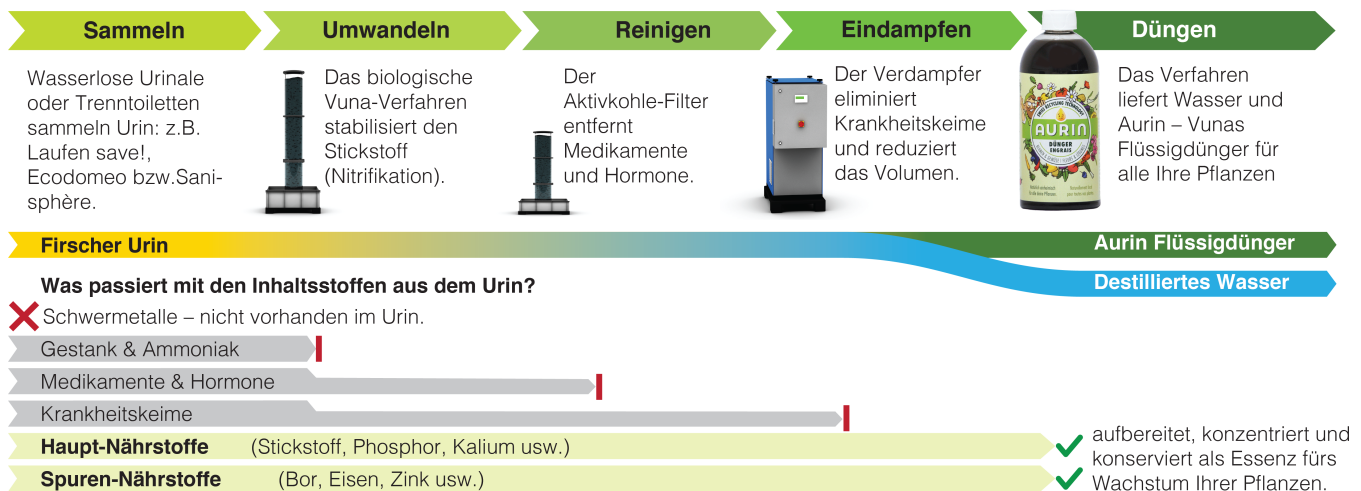 Sammeln
Umwandeln
Reinigen
Eindampfen
Düngen
Wasserlose Urinale
oder Trenntoiletten
sammeln Urin: z.B.
Laufen save!,
Ecodomeo bzw.Sani-
sphère.
Das biologische
Vuna-Verfahren
stabilisiert den
Stickstoff
(Nitrifikation).
Der
Aktivkohle-Filter
entfernt
Medikamente
und Hormone.
Der Verdampfer
eliminiert
Krankheitskeime
und reduziert
das Volumen.
AURIN
DÜNGER
ENGRAIS
Das Verfahren
liefert Wasser und
Aurin – Vunas
Flüssigdünger für
alle Ihre Pflanzen
Firscher Urin
Aurin Flüssigdünger
Destilliertes Wasser
Was passiert mit den Inhaltsstoffen aus dem Urin?
Schwermetalle – nicht vorhanden im Urin.
Gestank & Ammoniak
Medikamente & Hormone
Krankheitskeime
Haupt-Nährstoffe (Stickstoff, Phosphor, Kalium usw.)
Spuren-Nährstoffe (Bor, Eisen, Zink usw.)
aufbereitet, konzentriert und
konserviert als Essenz fürs
Wachstum Ihrer Pflanzen.